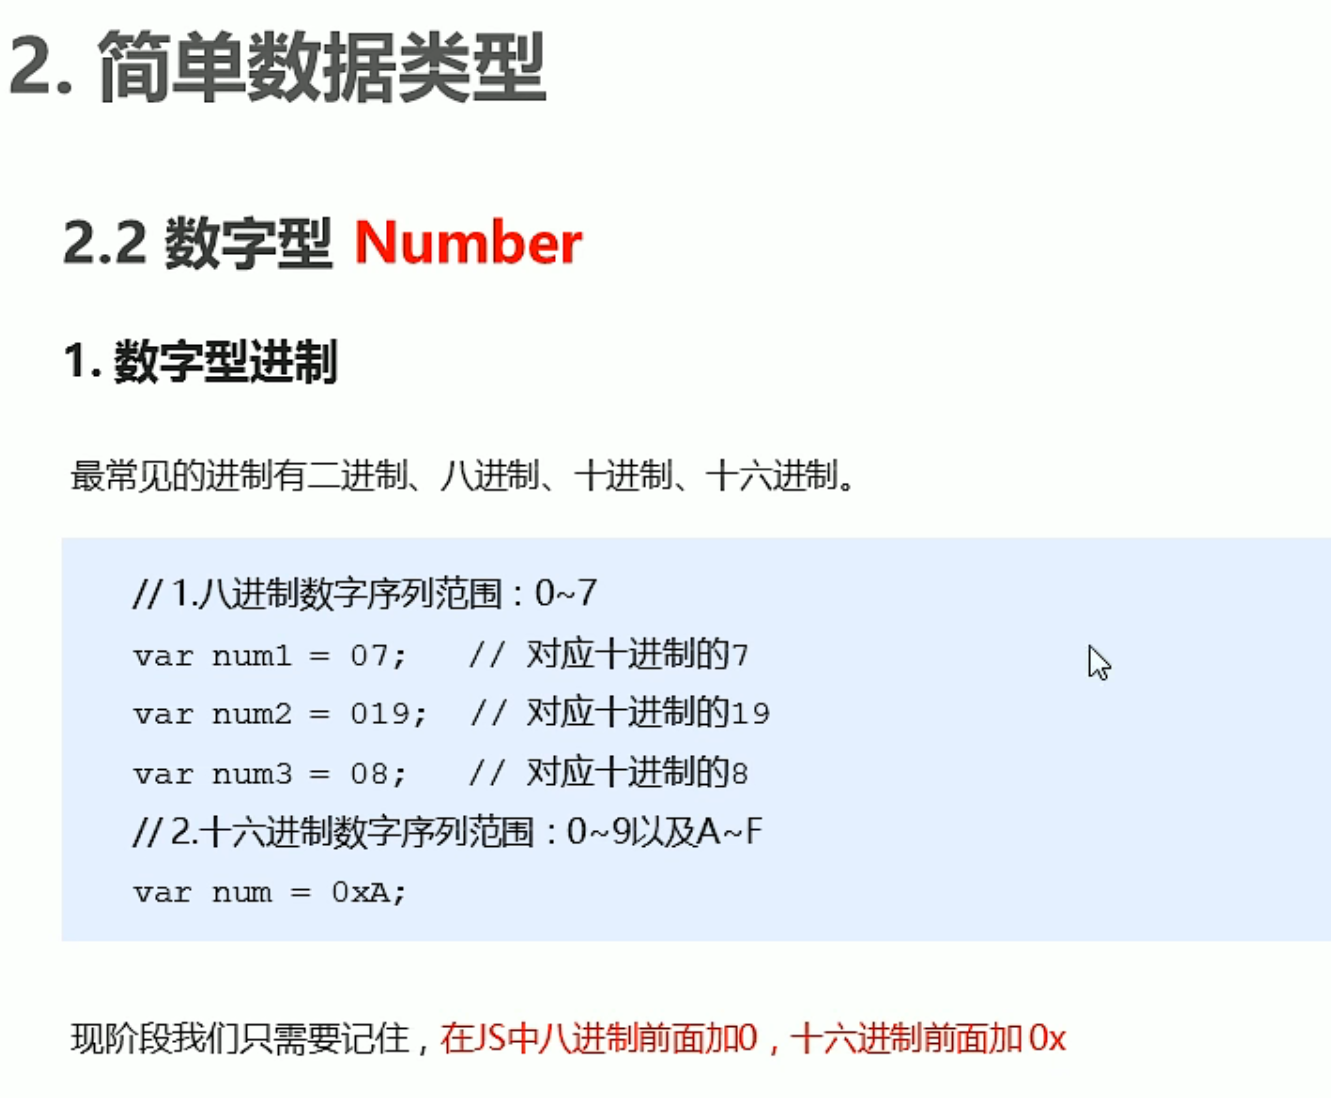 2. 简单数据类型
2.2 数字型 Number
1. 数字型进制
最常见的进制有二进制、八进制、十进制、十六进制。
// 1.八进制数字序列范围：0~7
var num1 = 07; // 对应十进制的7
var num2 = 019; // 对应十进制的19
var num3 = 08; // 对应十进制的8
// 2.十六进制数字序列范围：0~9以及A~F
var num = 0xA;
现阶段我们只需要记住，在JS中八进制前面加0，十六进制前面加 0x